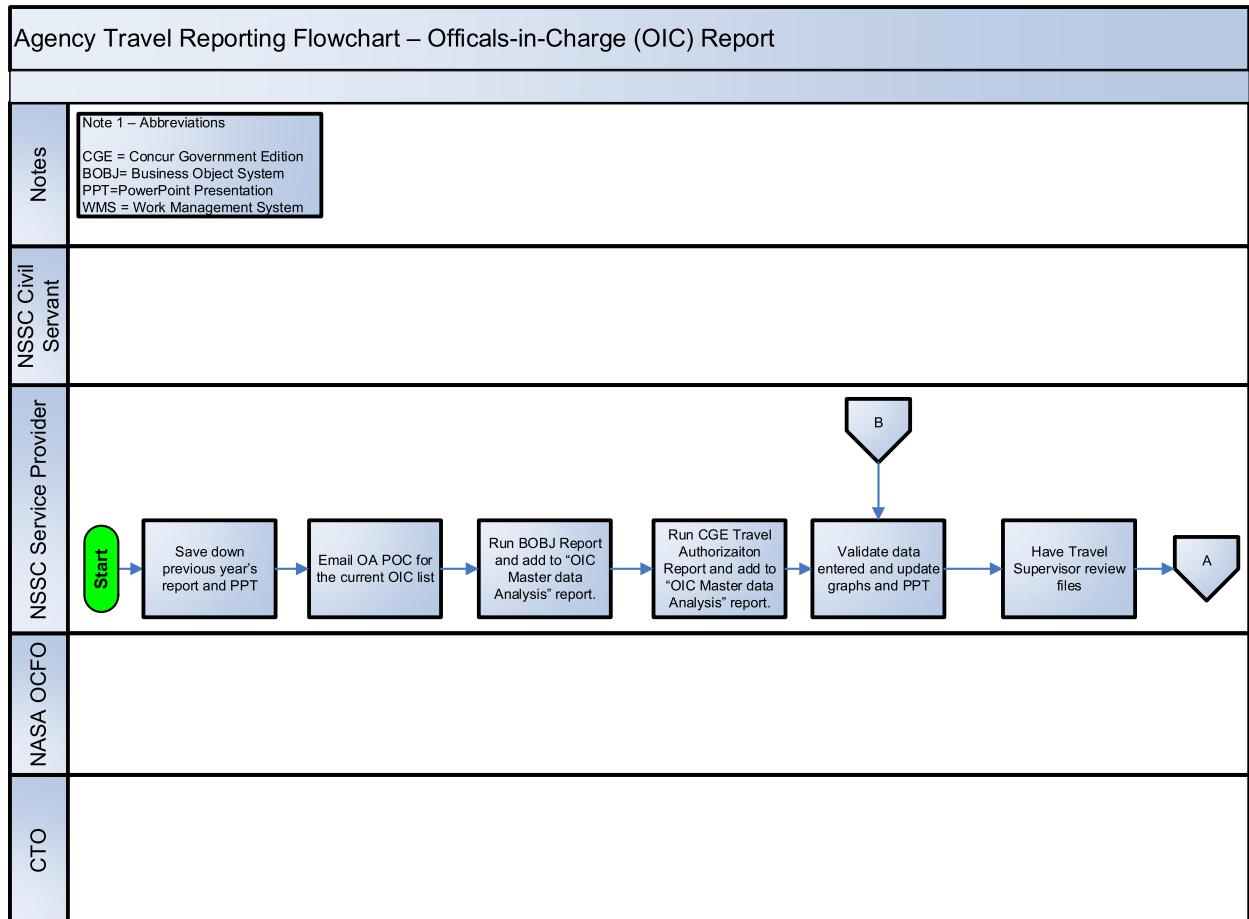 Agency Travel Reporting Flowchart – Officals-in-Charge (OIC) Report
Notes
Note 1 – Abbreviations
CGE = Concur Government Edition
BOBJ= Business Object System
PPT=PowerPoint Presentation
WMS = Work Management System
NSSC Civil
Servant
NSSC Service Provider
B
Start
Save down
previous year's
report and PPT
Email OA POC for
the current OIC list
Run BOBJ Report
and add to “OIC
Master data
Analysis” report.
Run CGE Travel
Authorizaiton
Report and add to
“OIC Master data
Analysis” report.
Validate data
entered and update
graphs and PPT
Have Travel
Supervisor review
files
A
NASA OCFO
CTO